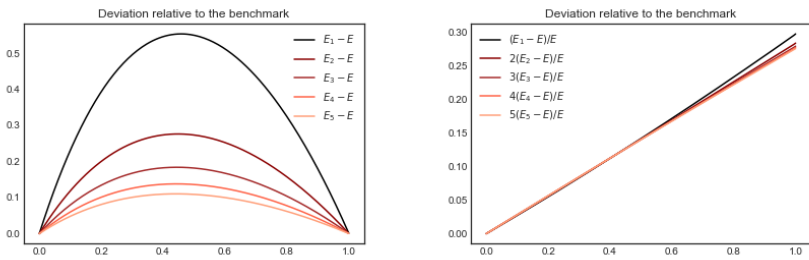 Deviation relative to the benchmark
E₁ − E
E₂ − E
E₃ − E
E₄ − E
E₅ − E
0.5
0.4
0.3
0.2
0.1
0.0
0.0 0.2 0.4 0.6 0.8 1.0
Deviation relative to the benchmark
(E₁ − E)/E
2(E₂ − E)/E
3(E₃ − E)/E
4(E₄ − E)/E
5(E₅ − E)/E
0.30
0.25
0.20
0.15
0.10
0.05
0.00
0.0 0.2 0.4 0.6 0.8 1.0